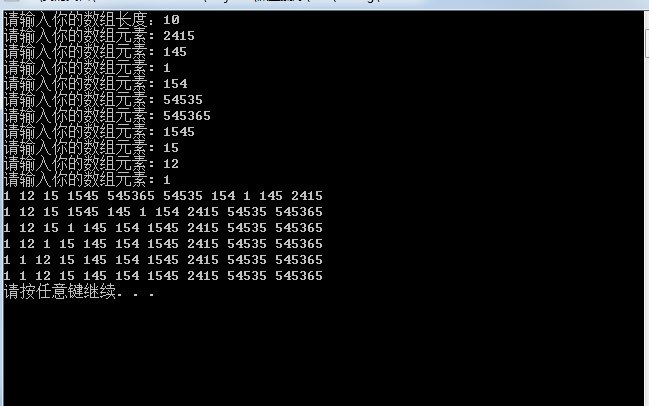 请输入你的数组长度：10
请输入你的数组元素：2415
请输入你的数组元素：145
请输入你的数组元素：1
请输入你的数组元素：154
请输入你的数组元素：54535
请输入你的数组元素：545365
请输入你的数组元素：1545
请输入你的数组元素：15
请输入你的数组元素：12
请输入你的数组元素：1
1 12 15 1545 545365 54535 154 1 145 2415
1 12 15 1545 145 1 154 2415 54535 545365
1 12 15 1 145 154 1545 2415 54535 545365
1 12 1 15 145 154 1545 2415 54535 545365
1 1 12 15 145 154 1545 2415 54535 545365
1 1 12 15 145 154 1545 2415 54535 545365
请按任意键继续. . .